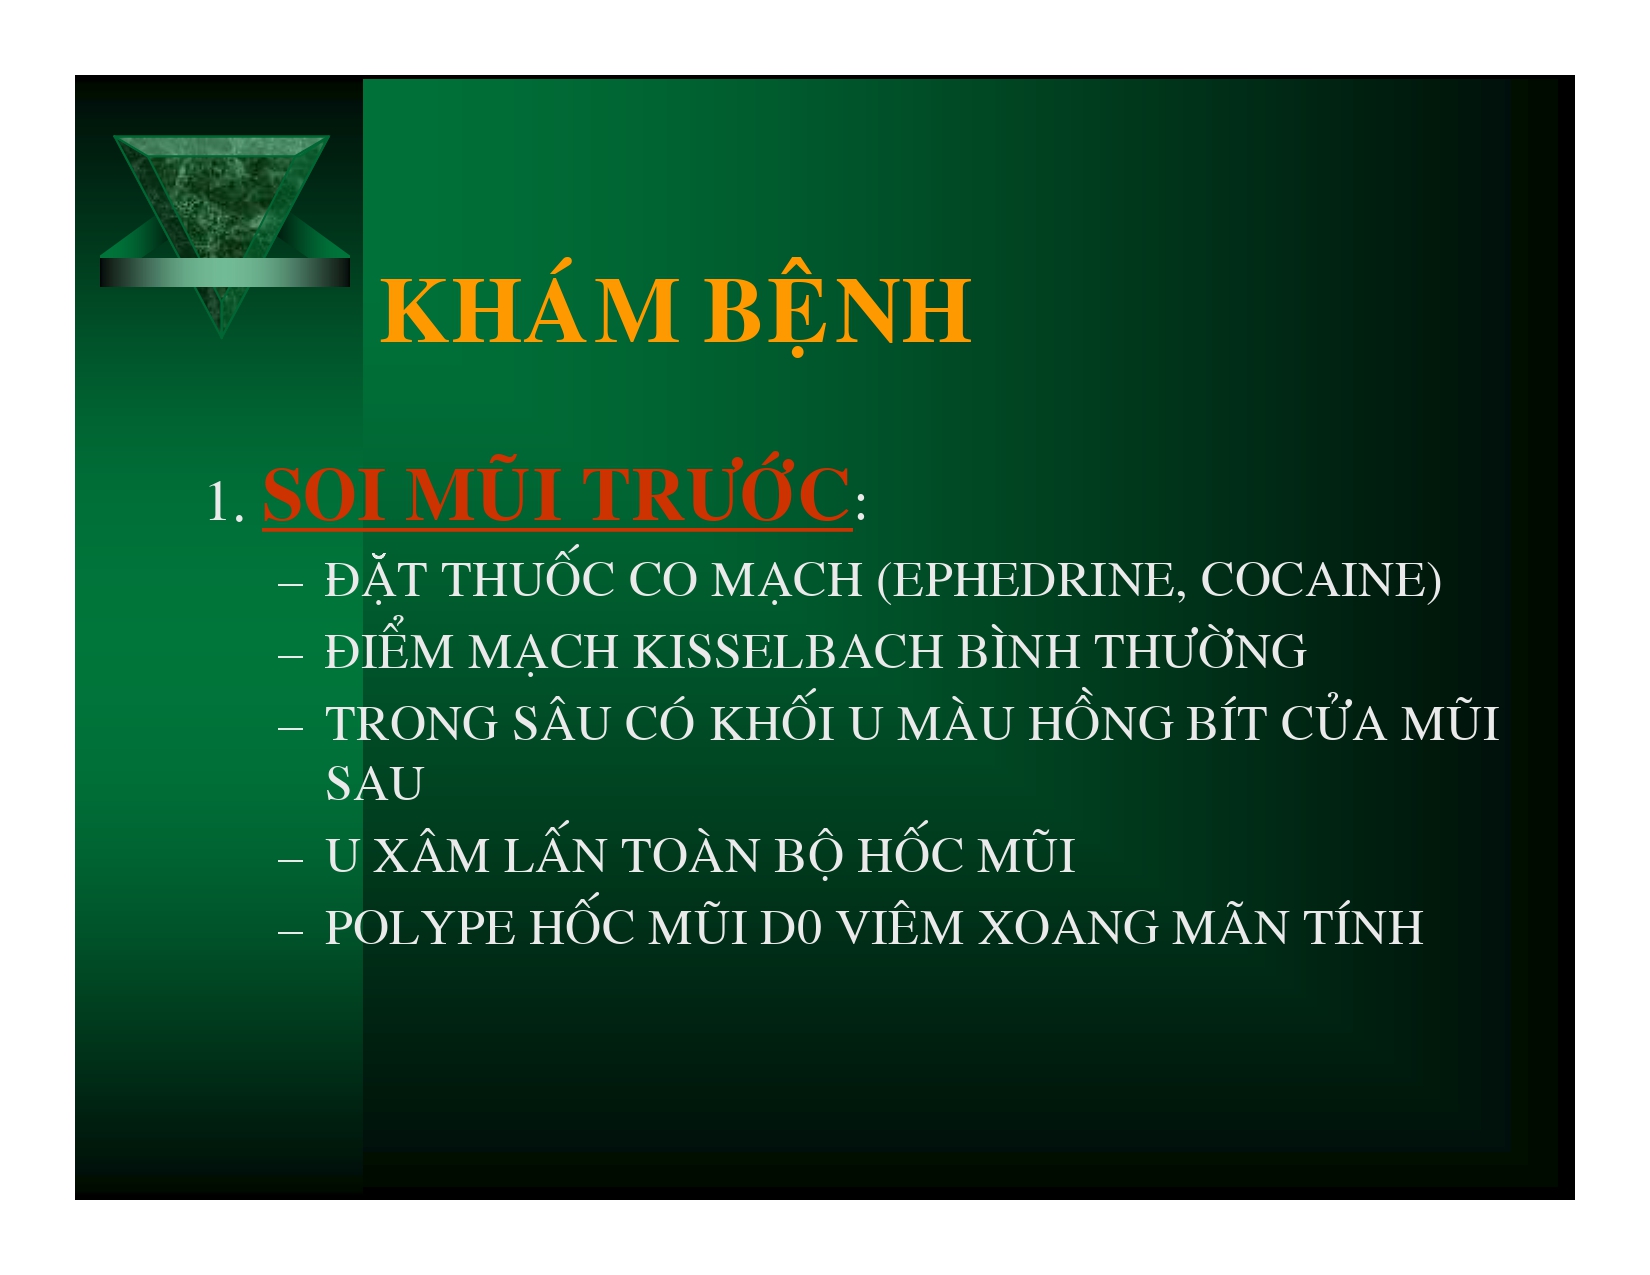 KHÁM BỆNH
1. SOI MŨI TRƯỚC:
– ĐẶT THUỐC CO MẠCH (EPHEDRINE, COCAINE)
– ĐIỂM MẠCH KISSELBACH BÌNH THƯỜNG
– TRONG SÂU CÓ KHỐI U MÀU HỒNG BÍT CỬA MŨI
SAU
– U XÂM LẤN TOÀN BỘ HỐC MŨI
– POLYPE HỐC MŨI D0 VIÊM XOANG MÃN TÍNH